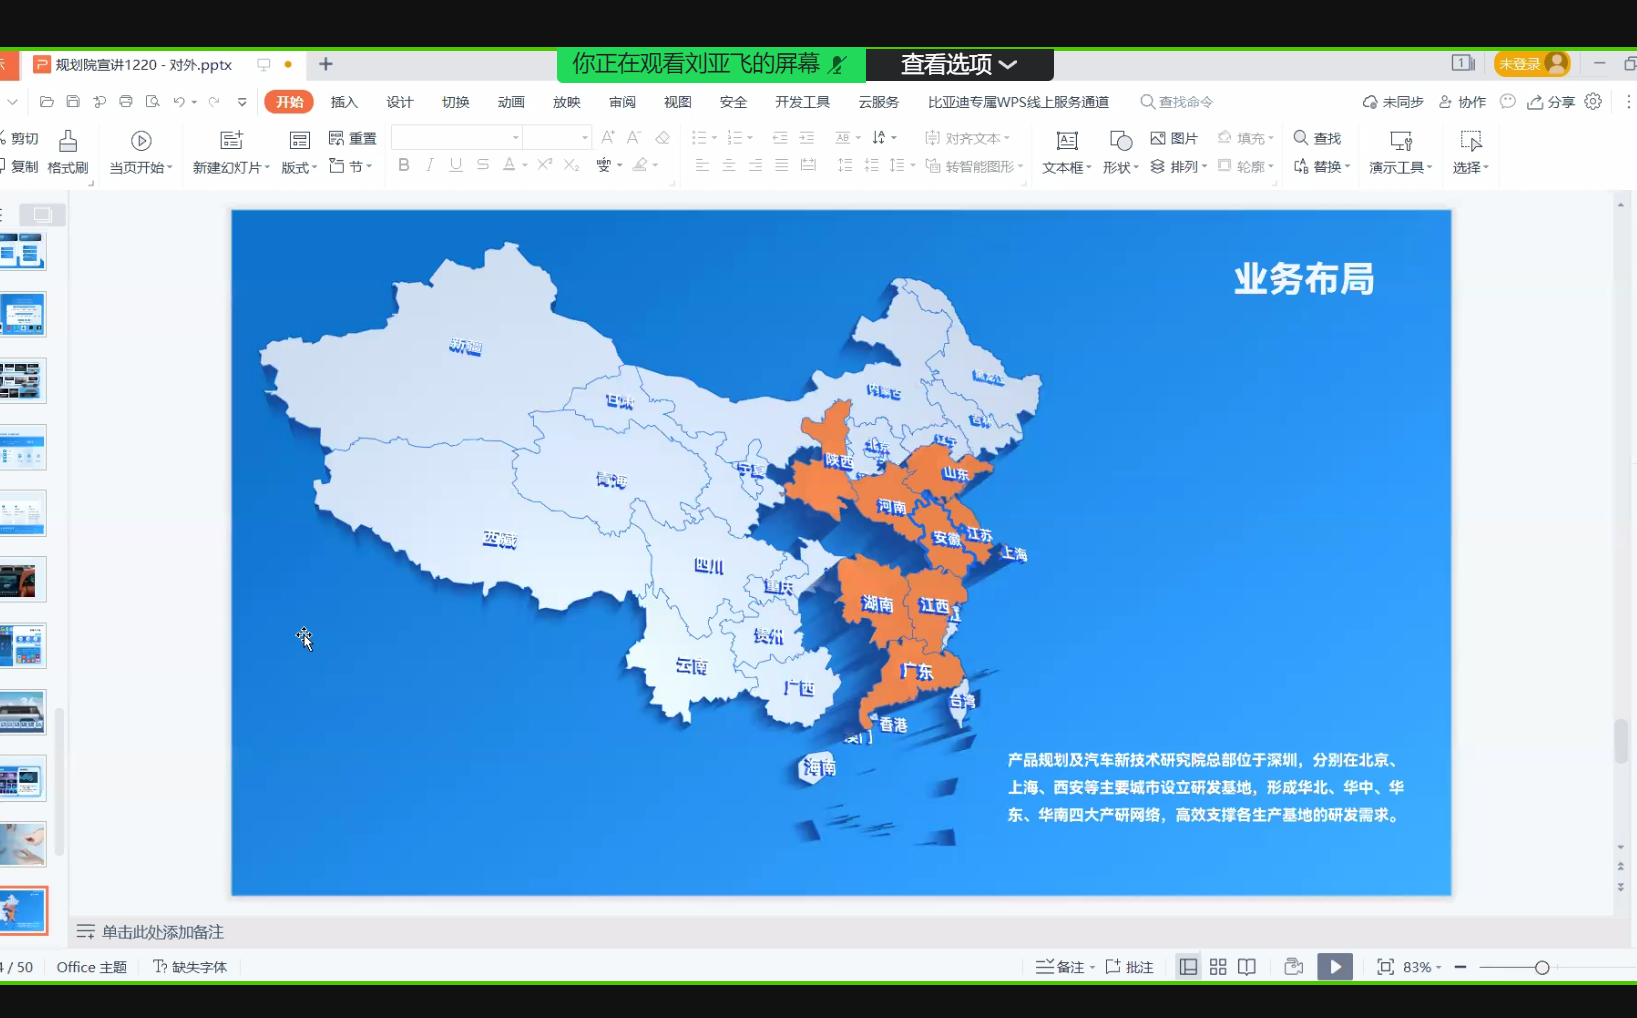 你正在观看刘亚飞的屏幕
查看选项
规划院宣讲1220 - 对外.pptx
未登录
开始 插入 设计 切换 动画 放映 审阅 视图 安全 开发工具 云服务 比亚迪专属WPS线上服务通道 查找命令
未同步 协作 分享
剪切 复制 格式刷 当页开始 新建幻灯片 版式 重置 节
对齐文本 转智能图形 文本框 形状 图片 排列 填充 轮廓 查找 替换 演示工具 选择
业务布局
新疆
甘肃
内蒙古
黑龙江
吉林
辽宁
北京
宁夏
陕西
山东
青海
河南
西藏
安徽
江苏
上海
四川
重庆
湖南
江西
贵州
云南
广西
广东
台湾
香港
澳门
海南
产品规划及汽车新技术研究院总部位于深圳，分别在北京、
上海、西安等主要城市设立研发基地，形成华北、华中、华
东、华南四大产研网络，高效支撑各生产基地的研发需求。
单击此处添加备注
/ 50 Office 主题 缺失字体
备注 批注 83%